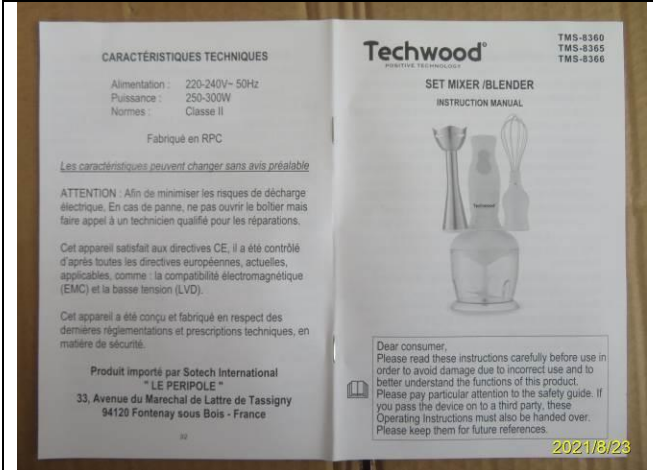 CARACTÉRISTIQUES TECHNIQUES
Alimentation : 220-240V~ 50Hz
Puissance : 250-300W
Normes : Classe II
Fabriqué en RPC
Les caractéristiques peuvent changer sans avis préalable
ATTENTION : Afin de minimiser les risques de décharge
électrique. En cas de panne, ne pas ouvrir le boîtier mais
faire appel à un technicien qualifié pour les réparations.
Cet appareil satisfait aux directives CE, il a été contrôlé
d'après toutes les directives européennes, actuelles,
applicables, comme : la compatibilité électromagnétique
(EMC) et la basse tension (LVD).
Cet appareil a été conçu et fabriqué en respect des
dernières réglementations et prescriptions techniques, en
matière de sécurité.
Produit importé par Sotech International
" LE PERIPOLE "
33, Avenue du Marechal de Lattre de Tassigny
94120 Fontenay sous Bois - France
Techwood
POSITIVE TECHNOLOGY
TMS-8360
TMS-8365
TMS-8366
SET MIXER /BLENDER
INSTRUCTION MANUAL
Techwood
Dear consumer,
Please read these instructions carefully before use in
order to avoid damage due to incorrect use and to
better understand the functions of this product.
Please pay particular attention to the safety guide. If
you pass the device on to a third party, these
Operating Instructions must also be handed over.
Please keep them for future references.
2021/8/23